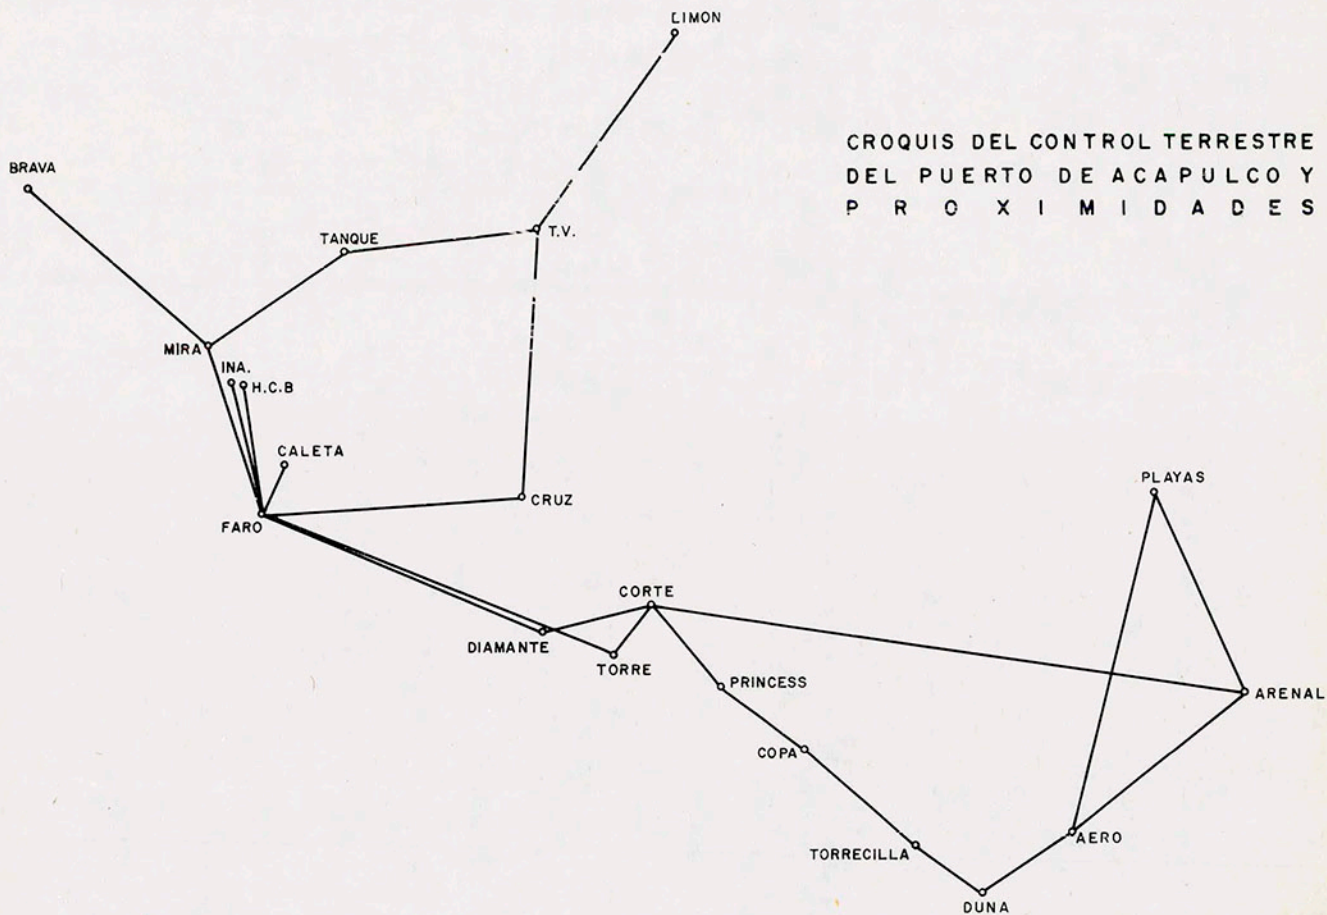 LIMON
CROQUIS DEL CONTROL TERRESTRE
DEL PUERTO DE ACAPULCO Y
PROXIMIDADES
BRAVA
TANQUE
T.V.
MIRA
INA.
H.C.B
CALETA
FARO
CRUZ
PLAYAS
CORTE
DIAMANTE
TORRE
PRINCESS
ARENAL
COPA
TORRECILLA
AERO
DUNA